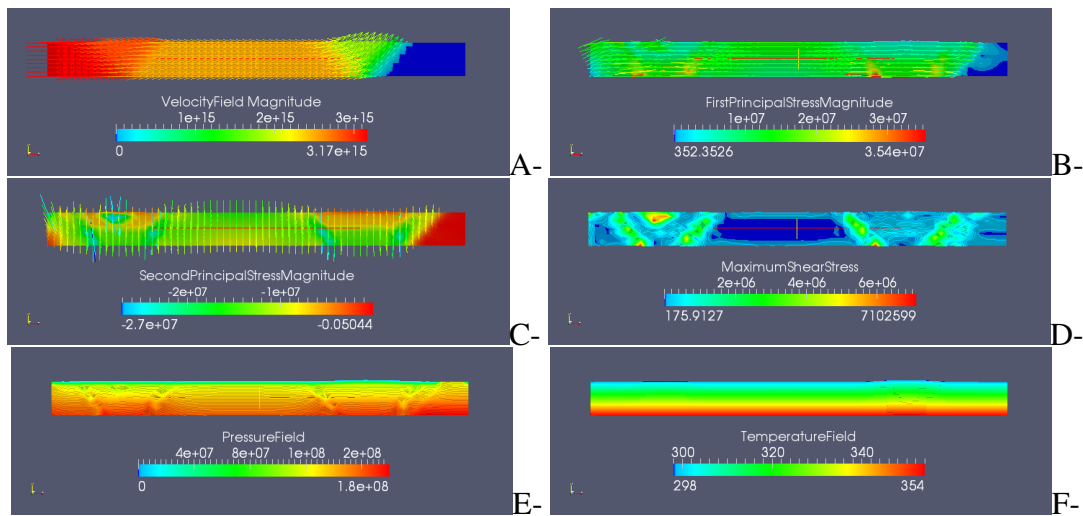 VelocityField Magnitude
1e+15 2e+15 3e+15
0 3.17e+15
A-
FirstPrincipalStressMagnitude
1e+07 2e+07 3e+07
352.3526 3.54e+07
B-
SecondPrincipalStressMagnitude
-2e+07 -1e+07
-2.7e+07 -0.05044
C-
MaximumShearStress
2e+06 4e+06 6e+06
175.9127 7102599
D-
PressureField
4e+07 8e+07 1e+08 2e+08
0 1.8e+08
E-
TemperatureField
300 320 340
298 354
F-